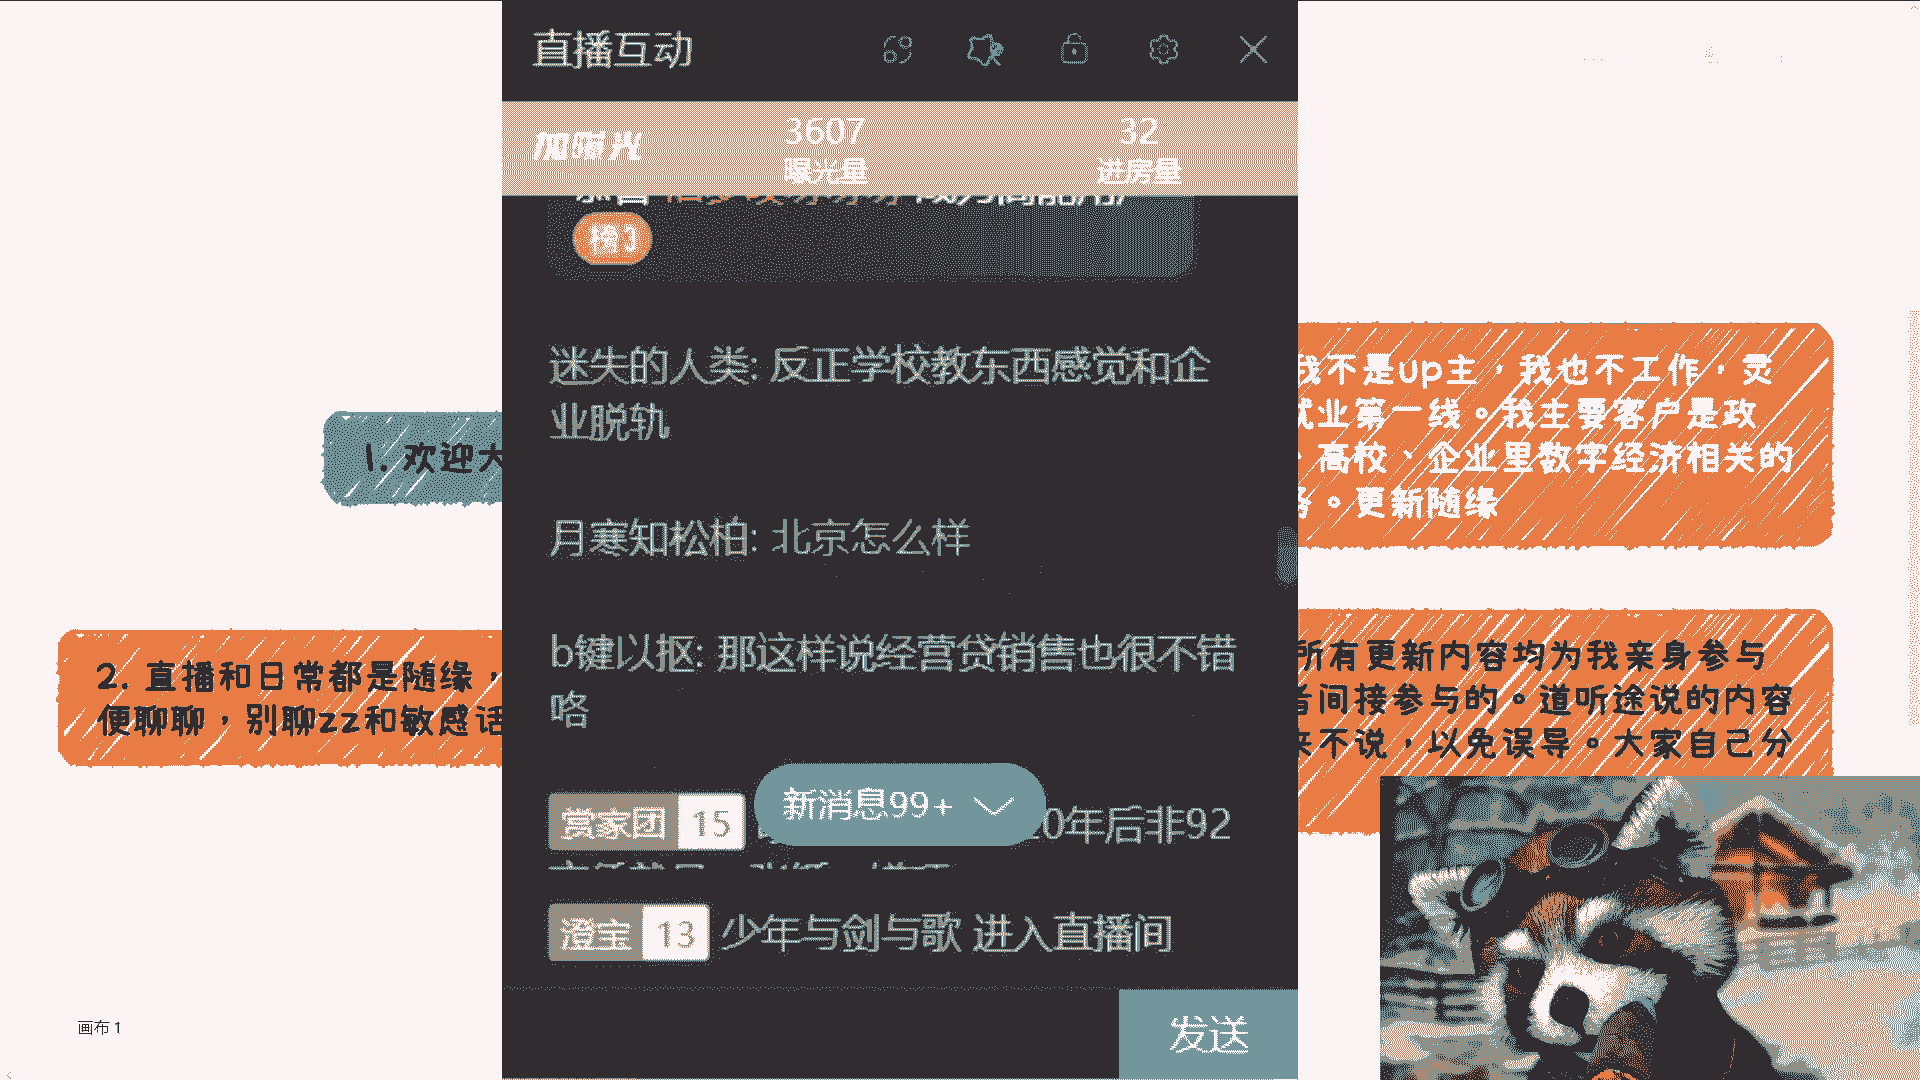 直播互动
加曝光
3607
32
曝光量
进房量
榜3
迷失的人类: 反正学校教东西感觉和企
业脱轨
月寒知松柏: 北京怎么样
b键以抠: 那这样说经营贷销售也很不错
咯
新消息99+
赏家团 15
0年后非92
澄宝 13 少年与剑与歌 进入直播间
发送
1. 欢迎大
2. 直播和日常都是随缘，
便聊聊，别聊zz和敏感话
我不是up主，我也不工作，灵
就业第一线。我主要客户是政
、高校、企业里数字经济相关的
务。更新随缘
所有更新内容均为我亲身参与
者间接参与的。道听途说的内容
来不说，以免误导。大家自己分
画布 1